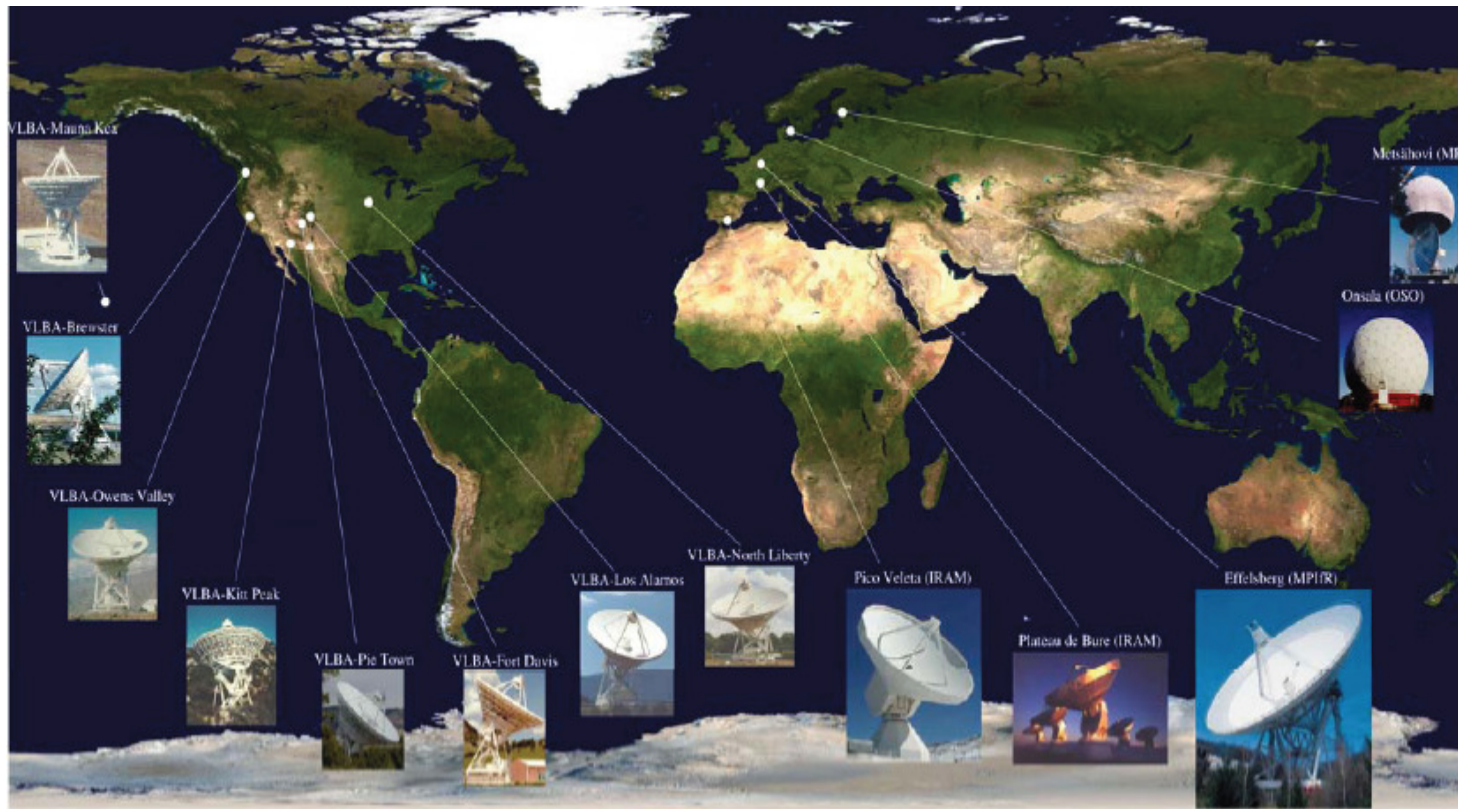 VLBA-Mauna Kea
Metsähovi (MR
VLBA-Brewster
Onsala (OSO)
VLBA-Owens Valley
VLBA-Kitt Peak
VLBA-Pie Town
VLBA-Fort Davis
VLBA-Los Alamos
VLBA-North Liberty
Pico Veleta (IRAM)
Plateau de Bure (IRAM)
Effelsberg (MPIfR)